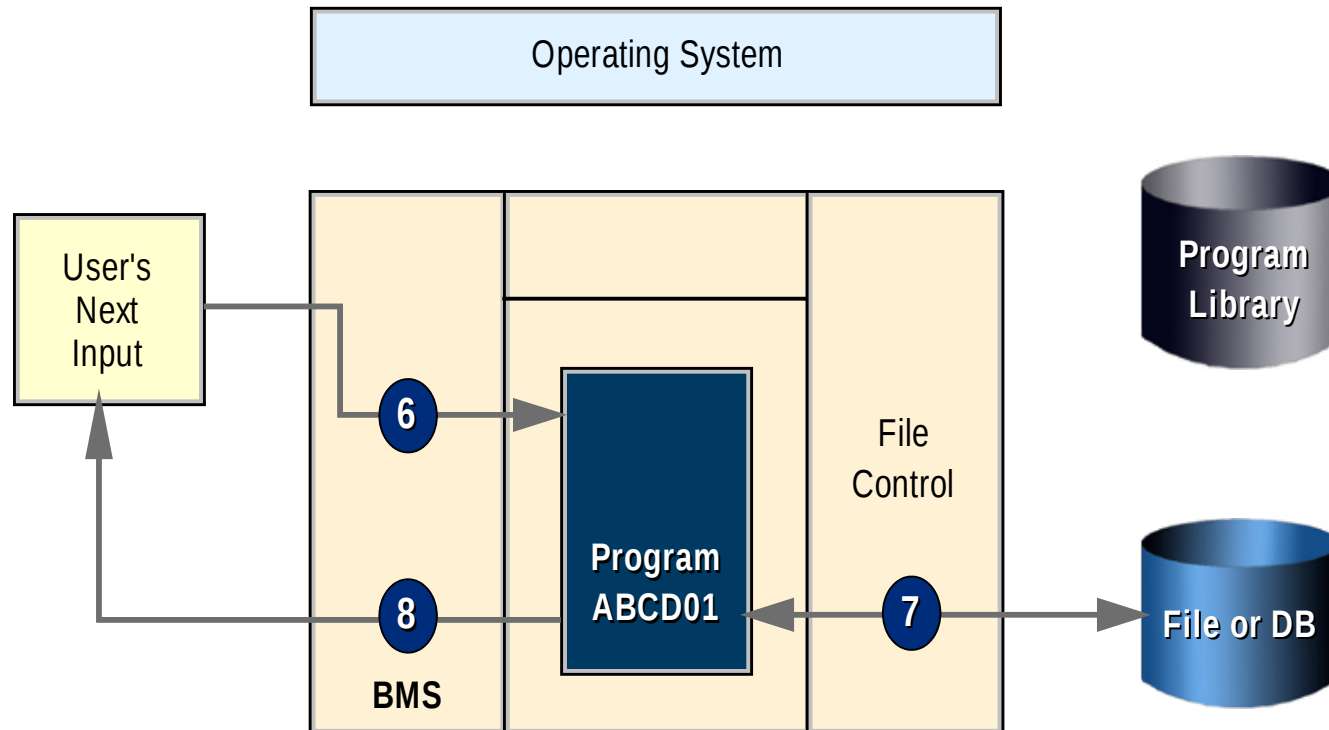 Operating System
User's
Next
Input
Program
Library
6
File
Control
Program
ABCD01
7
File or DB
8
BMS